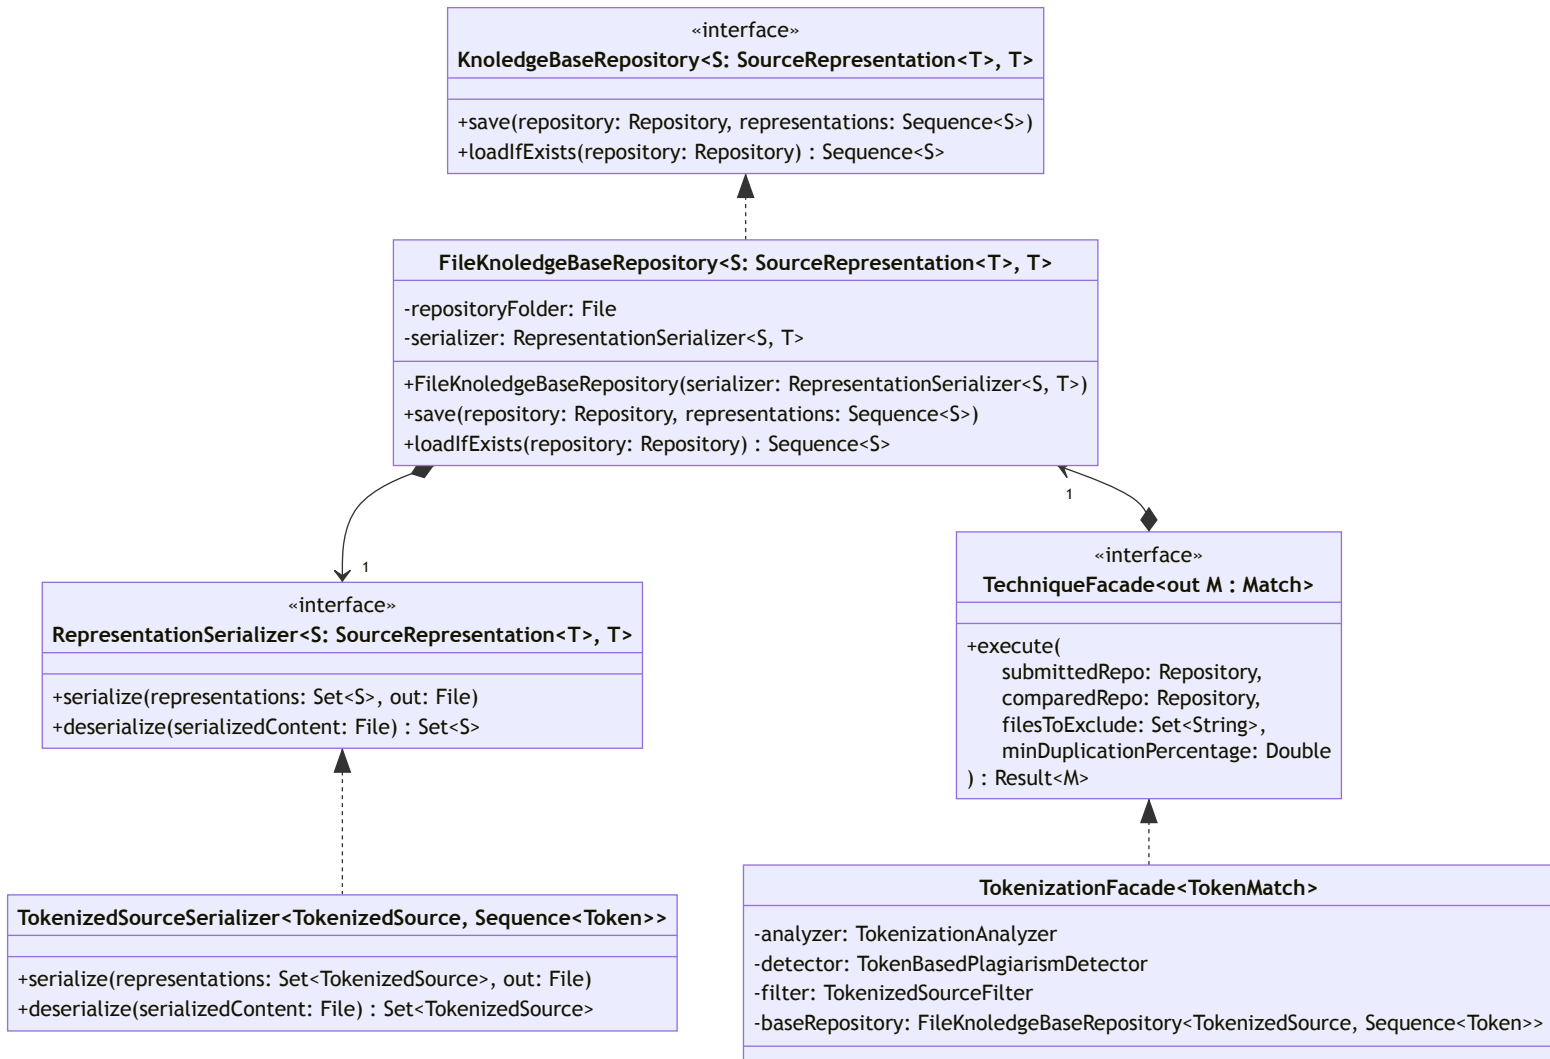 «interface»
KnoledgeBaseRepository<S: SourceRepresentation<T>, T>
+save(repository: Repository, representations: Sequence<S>)
+loadIfExists(repository: Repository) : Sequence<S>
FileKnoledgeBaseRepository<S: SourceRepresentation<T>, T>
-repositoryFolder: File
-serializer: RepresentationSerializer<S, T>
+FileKnoledgeBaseRepository(serializer: RepresentationSerializer<S, T>)
+save(repository: Repository, representations: Sequence<S>)
+loadIfExists(repository: Repository) : Sequence<S>
1
1
«interface»
RepresentationSerializer<S: SourceRepresentation<T>, T>
+serialize(representations: Set<S>, out: File)
+deserialize(serializedContent: File) : Set<S>
«interface»
TechniqueFacade<out M : Match>
+execute(
submittedRepo: Repository,
comparedRepo: Repository,
filesToExclude: Set<String>,
minDuplicationPercentage: Double
) : Result<M>
TokenizedSourceSerializer<TokenizedSource, Sequence<Token>>
+serialize(representations: Set<TokenizedSource>, out: File)
+deserialize(serializedContent: File) : Set<TokenizedSource>
TokenizationFacade<TokenMatch>
-analyzer: TokenizationAnalyzer
-detector: TokenBasedPlagiarismDetector
-filter: TokenizedSourceFilter
-baseRepository: FileKnoledgeBaseRepository<TokenizedSource, Sequence<Token>>